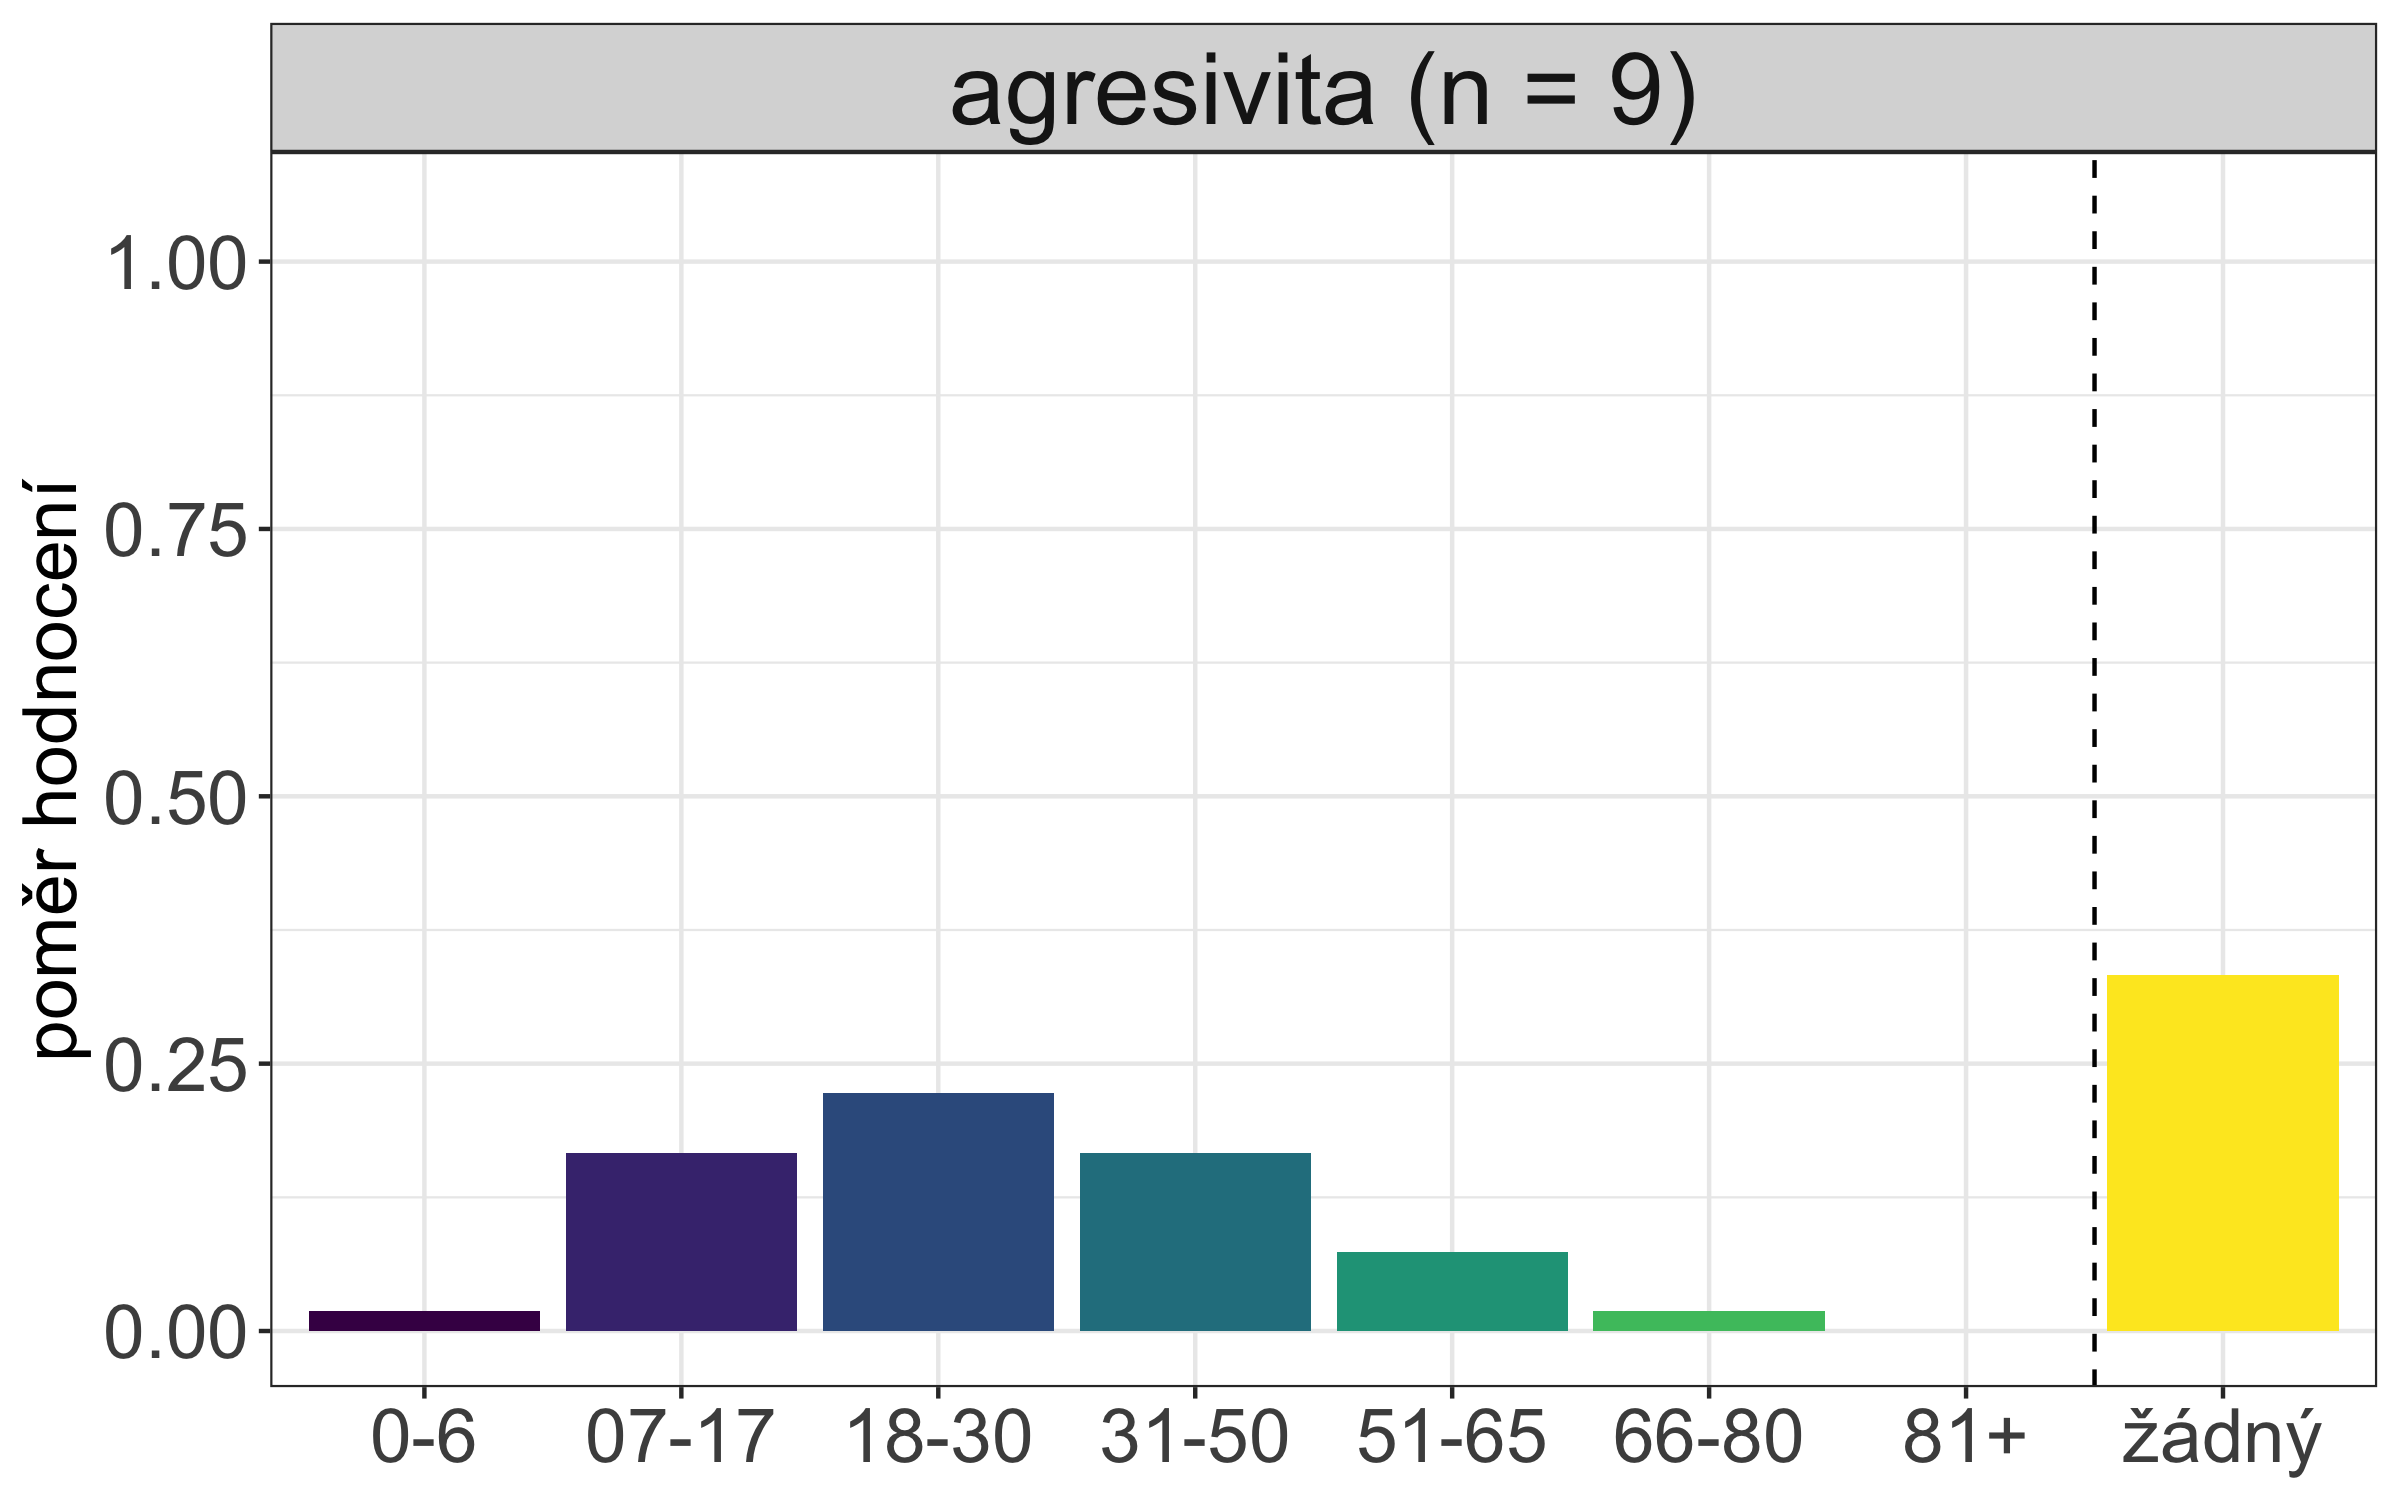 agresivita (n = 9)
poměr hodnocení
1.00
0.75
0.50
0.25
0.00
0-6 07-17 18-30 31-50 51-65 66-80 81+ žádný